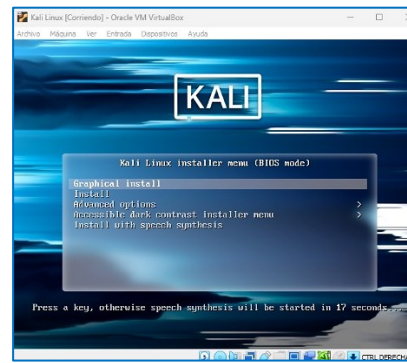 Kali Linux [Corriendo] - Oracle VM VirtualBox
Archivo Máquina Ver Entrada Dispositivos Ayuda
KALI
Kali Linux installer menu (BIOS mode)
Graphical install
Install
Advanced options >
Accessible dark contrast installer menu >
Install with speech synthesis
Press a key, otherwise speech synthesis will be started in 17 seconds...
CTRL DERECHA